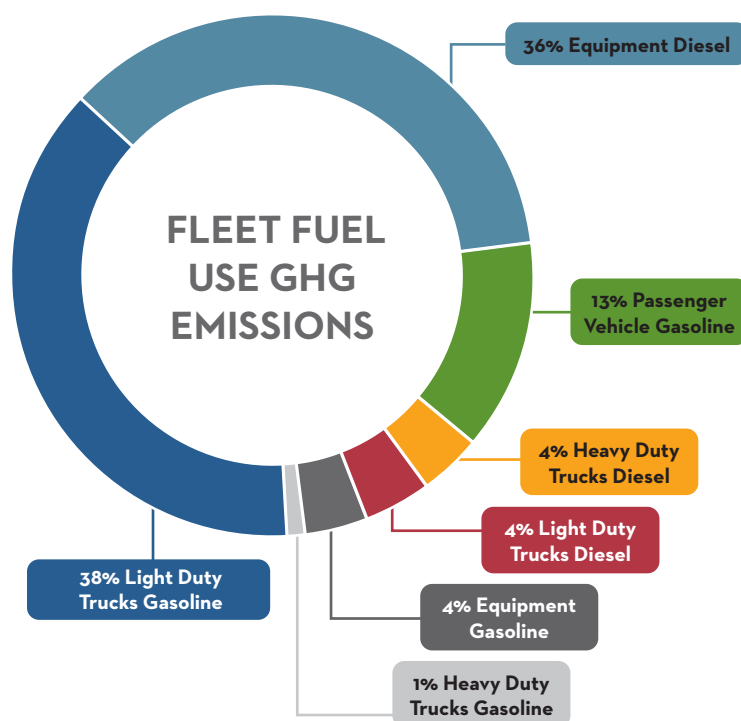 36% Equipment Diesel
FLEET FUEL
USE GHG
EMISSIONS
13% Passenger
Vehicle Gasoline
4% Heavy Duty
Trucks Diesel
4% Light Duty
Trucks Diesel
38% Light Duty
Trucks Gasoline
4% Equipment
Gasoline
1% Heavy Duty
Trucks Gasoline